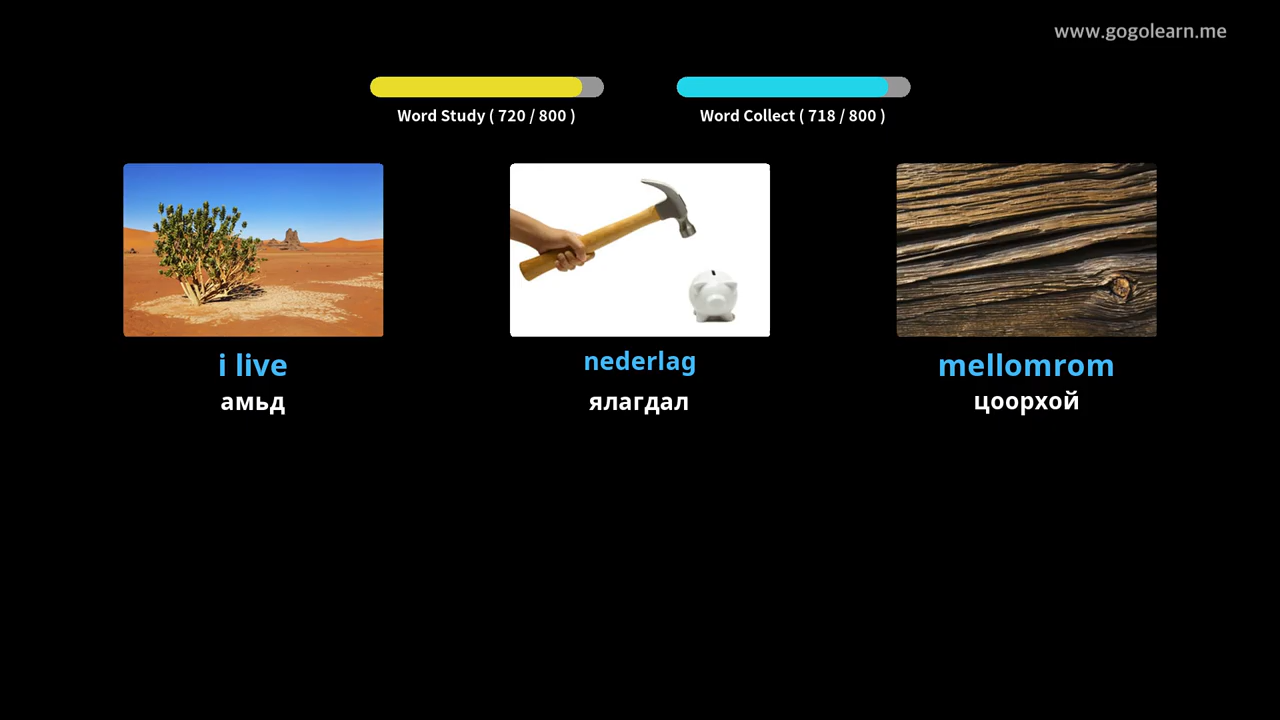 www.gogolearn.me
Word Study ( 720 / 800 )
Word Collect ( 718 / 800 )
i live
амьд
nederlag
ялагдал
mellomrom
цоорхой